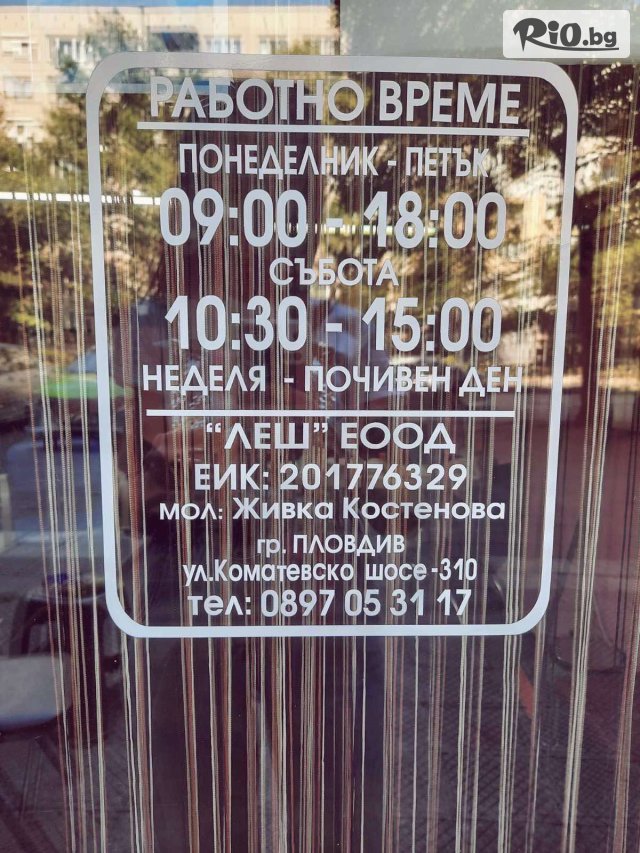 RiO.bg
РАБОТНО ВРЕМЕ
ПОНЕДЕЛНИК - ПЕТЪК
09:00 - 18:00
СЪБОТА
10:30 - 15:00
НЕДЕЛЯ - ПОЧИВЕН ДЕН
"ЛЕШ" ЕООД
ЕИК: 201776329
МОЛ: Живка Костенова
гр. ПЛОВДИВ
ул.Коматевско шосе -310
тел: 0897 05 31 17